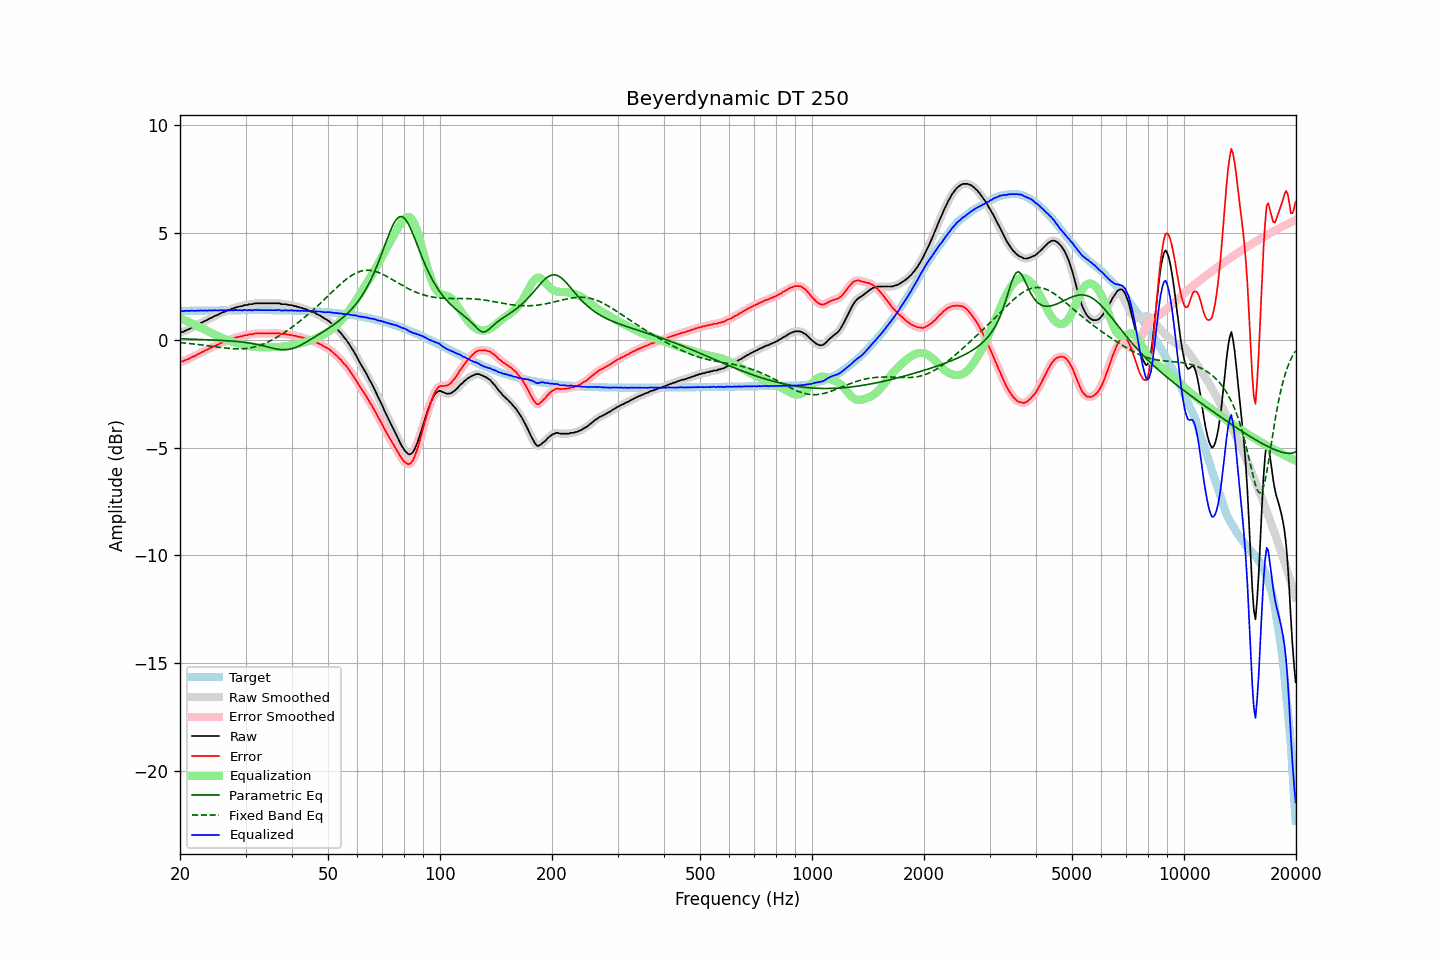 Beyerdynamic DT 250
10
5
0
−5
−10
−15
−20
Amplitude (dBr)
Target
Raw Smoothed
Error Smoothed
Raw
Error
Equalization
Parametric Eq
Fixed Band Eq
Equalized
20 50 100 200 500 1000 2000 5000 10000 20000
Frequency (Hz)